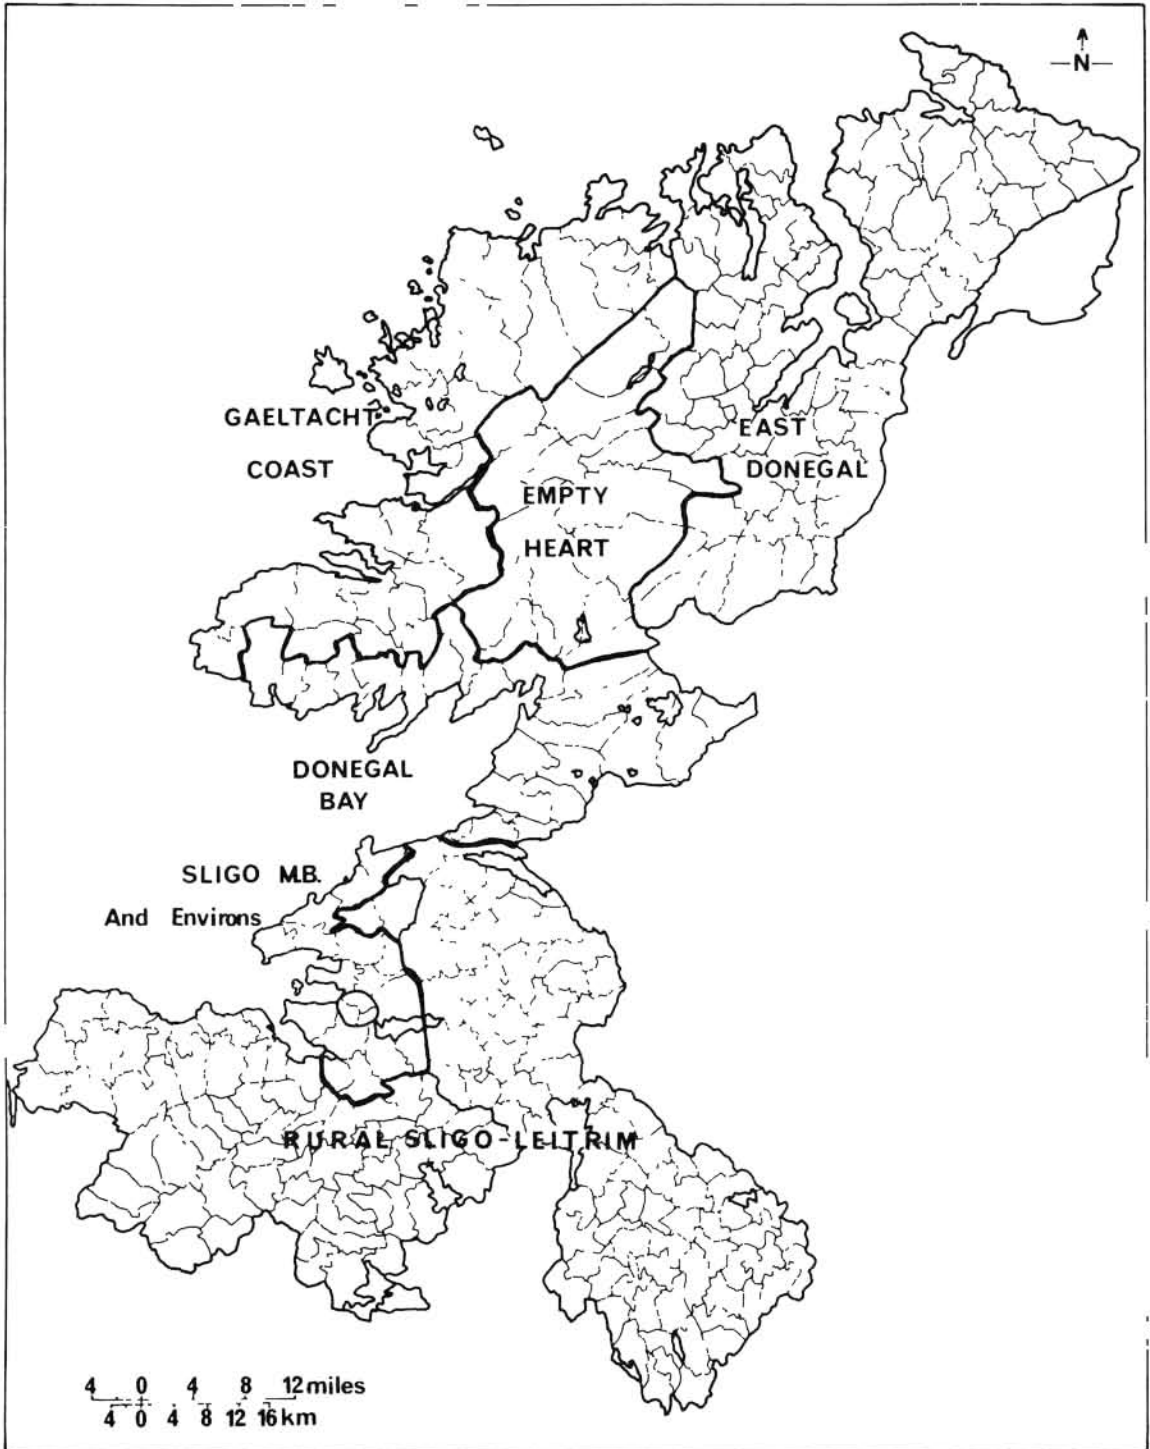 N
GAELTACHT
COAST
EAST
DONEGAL
EMPTY
HEART
DONEGAL
BAY
SLIGO M.B.
And Environs
RURAL SLIGO-LEITRIM
4 0 4 8 12 miles
4 0 4 8 12 16 km